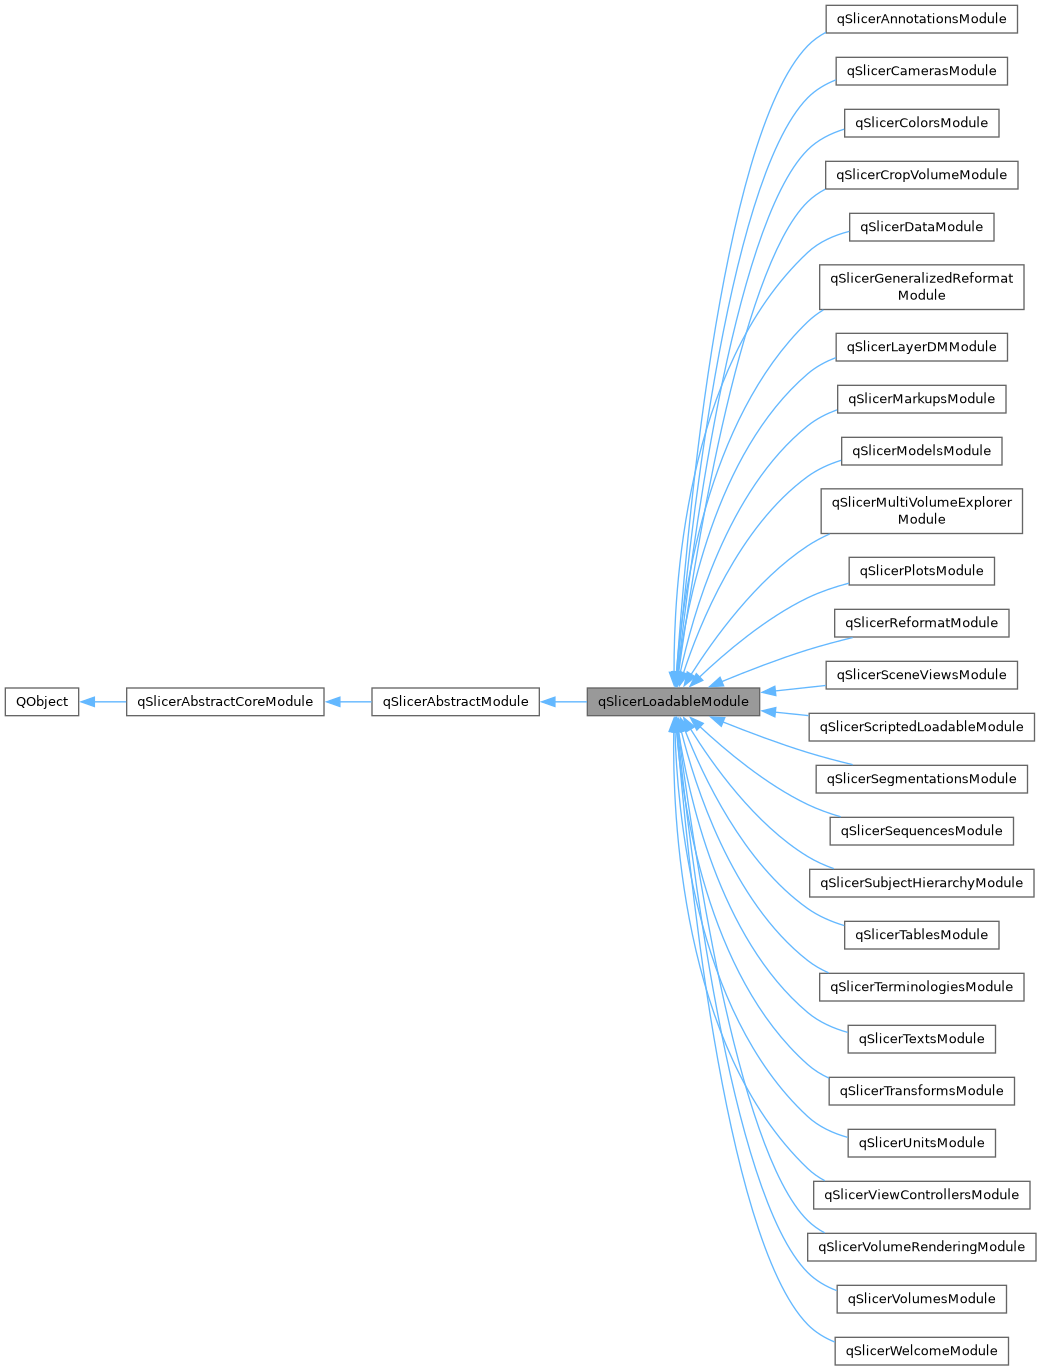 QObject
qSlicerAbstractCoreModule
qSlicerAbstractModule
qSlicerLoadableModule
qSlicerAnnotationsModule
qSlicerCamerasModule
qSlicerColorsModule
qSlicerCropVolumeModule
qSlicerDataModule
qSlicerGeneralizedReformat
Module
qSlicerLayerDMModule
qSlicerMarkupsModule
qSlicerModelsModule
qSlicerMultiVolumeExplorer
Module
qSlicerPlotsModule
qSlicerReformatModule
qSlicerSceneViewsModule
qSlicerScriptedLoadableModule
qSlicerSegmentationsModule
qSlicerSequencesModule
qSlicerSubjectHierarchyModule
qSlicerTablesModule
qSlicerTerminologiesModule
qSlicerTextsModule
qSlicerTransformsModule
qSlicerUnitsModule
qSlicerViewControllersModule
qSlicerVolumeRenderingModule
qSlicerVolumesModule
qSlicerWelcomeModule